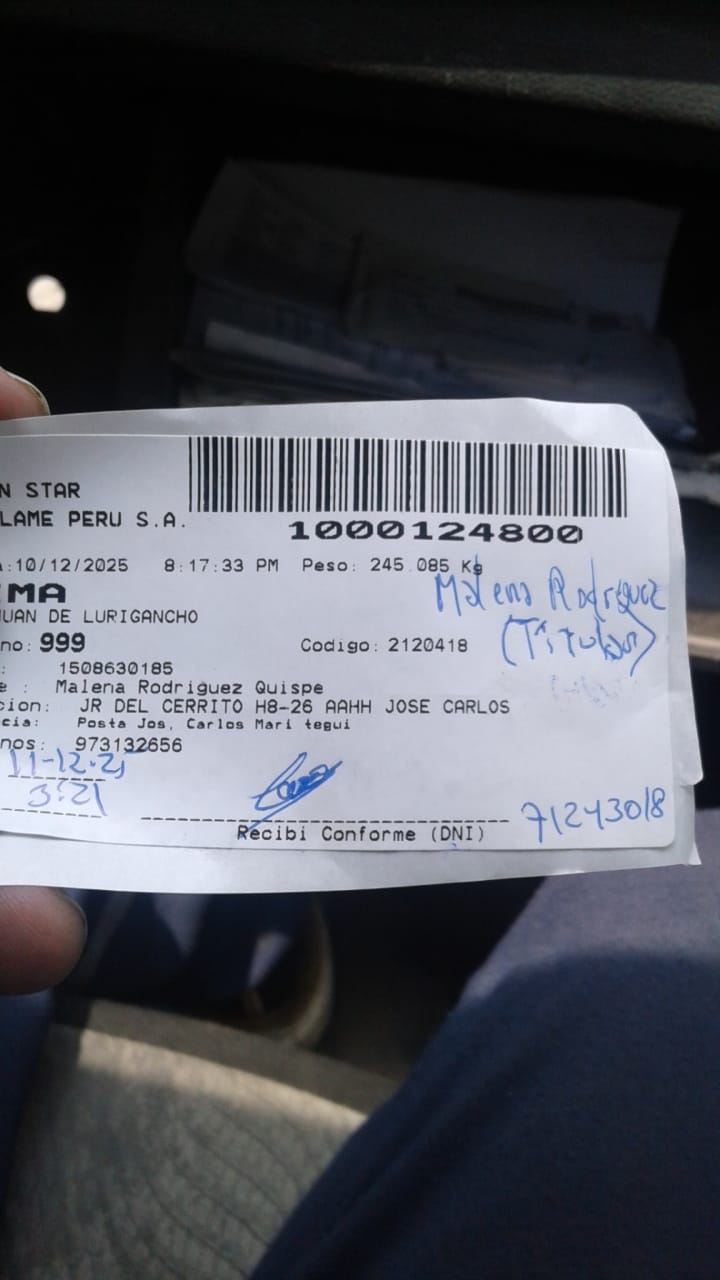 N STAR
LAME PERU S.A.
1000124800
:10/12/2025 8:17:33 PM Peso: 245.085 Kg
MA
UAN DE LURIGANCHO
Malena Rodriguez
(Titular)
no: 999 Codigo: 2120418
: 1508630185
e : Malena Rodriguez Quispe
cion: JR DEL CERRITO H8-26 AAHH JOSE CARLOS
cia: Posta Jos, Carlos Mari tegui
nos: 973132656
11-12-25
3:21
71243018
Recibi Conforme (DNI)